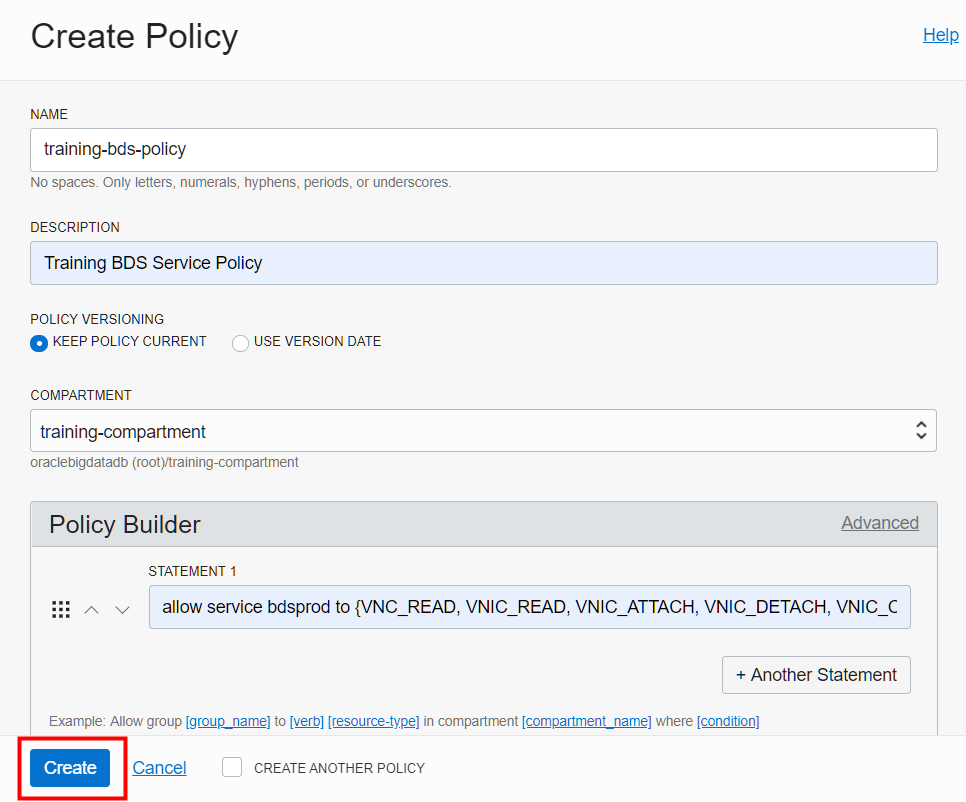 Create Policy
Help
NAME
training-bds-policy
No spaces. Only letters, numerals, hyphens, periods, or underscores.
DESCRIPTION
Training BDS Service Policy
POLICY VERSIONING
KEEP POLICY CURRENT USE VERSION DATE
COMPARTMENT
training-compartment
oraclebigdatadb (root)/training-compartment
Policy Builder Advanced
STATEMENT 1
allow service bdsprod to {VNC_READ, VNIC_READ, VNIC_ATTACH, VNIC_DETACH, VNIC_C
+ Another Statement
Example: Allow group [group_name] to [verb] [resource-type] in compartment [compartment_name] where [condition]
Create Cancel CREATE ANOTHER POLICY